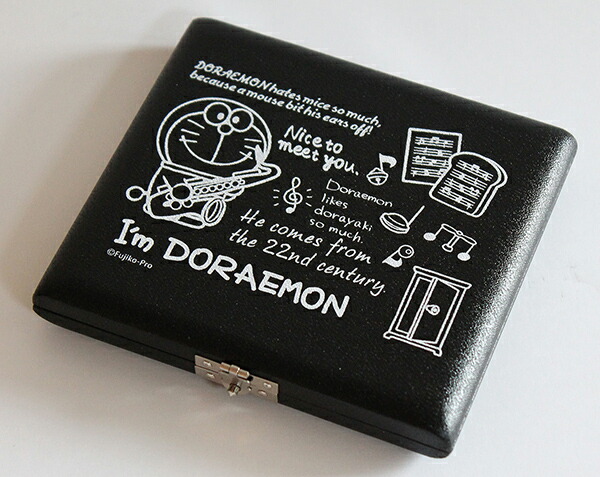 DORAEMON hates mice so much,
because a mouse bit his ears off!
Nice to
meet you.
Doraemon
likes
dorayaki
so much.
He comes from
the 22nd century.
I'm DORAEMON
©Fujiko-Pro